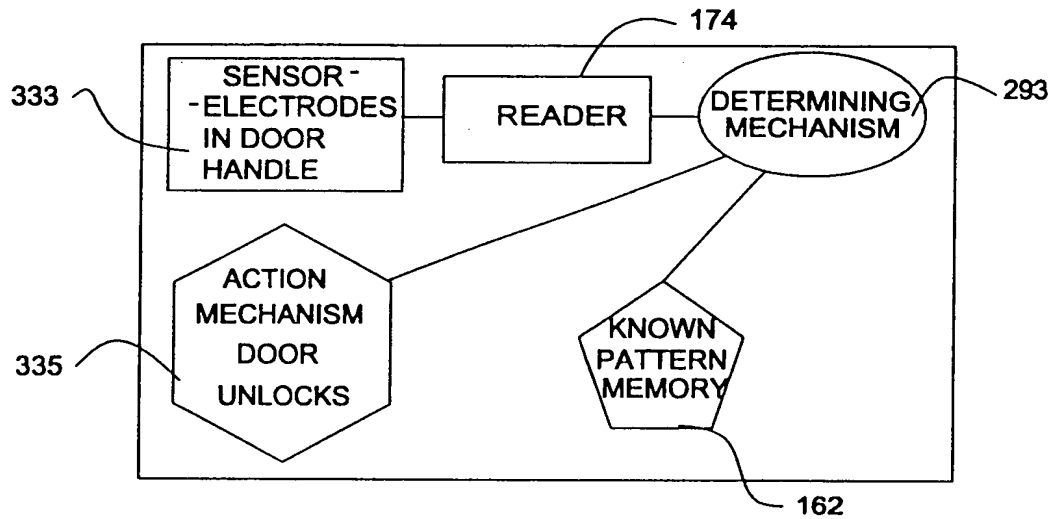 174
333
SENSOR -
-ELECTRODES
IN DOOR
HANDLE
READER
DETERMINING
MECHANISM
293
ACTION
MECHANISM
DOOR
UNLOCKS
335
KNOWN
PATTERN
MEMORY
162